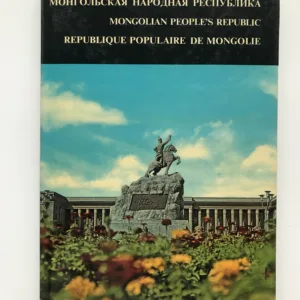 МОНГОЛЬСКАЯ НАРОДНАЯ РЕСПУБЛИКА
MONGOLIAN PEOPLE'S REPUBLIC
REPUBLIQUE POPULAIRE DE MONGOLIE